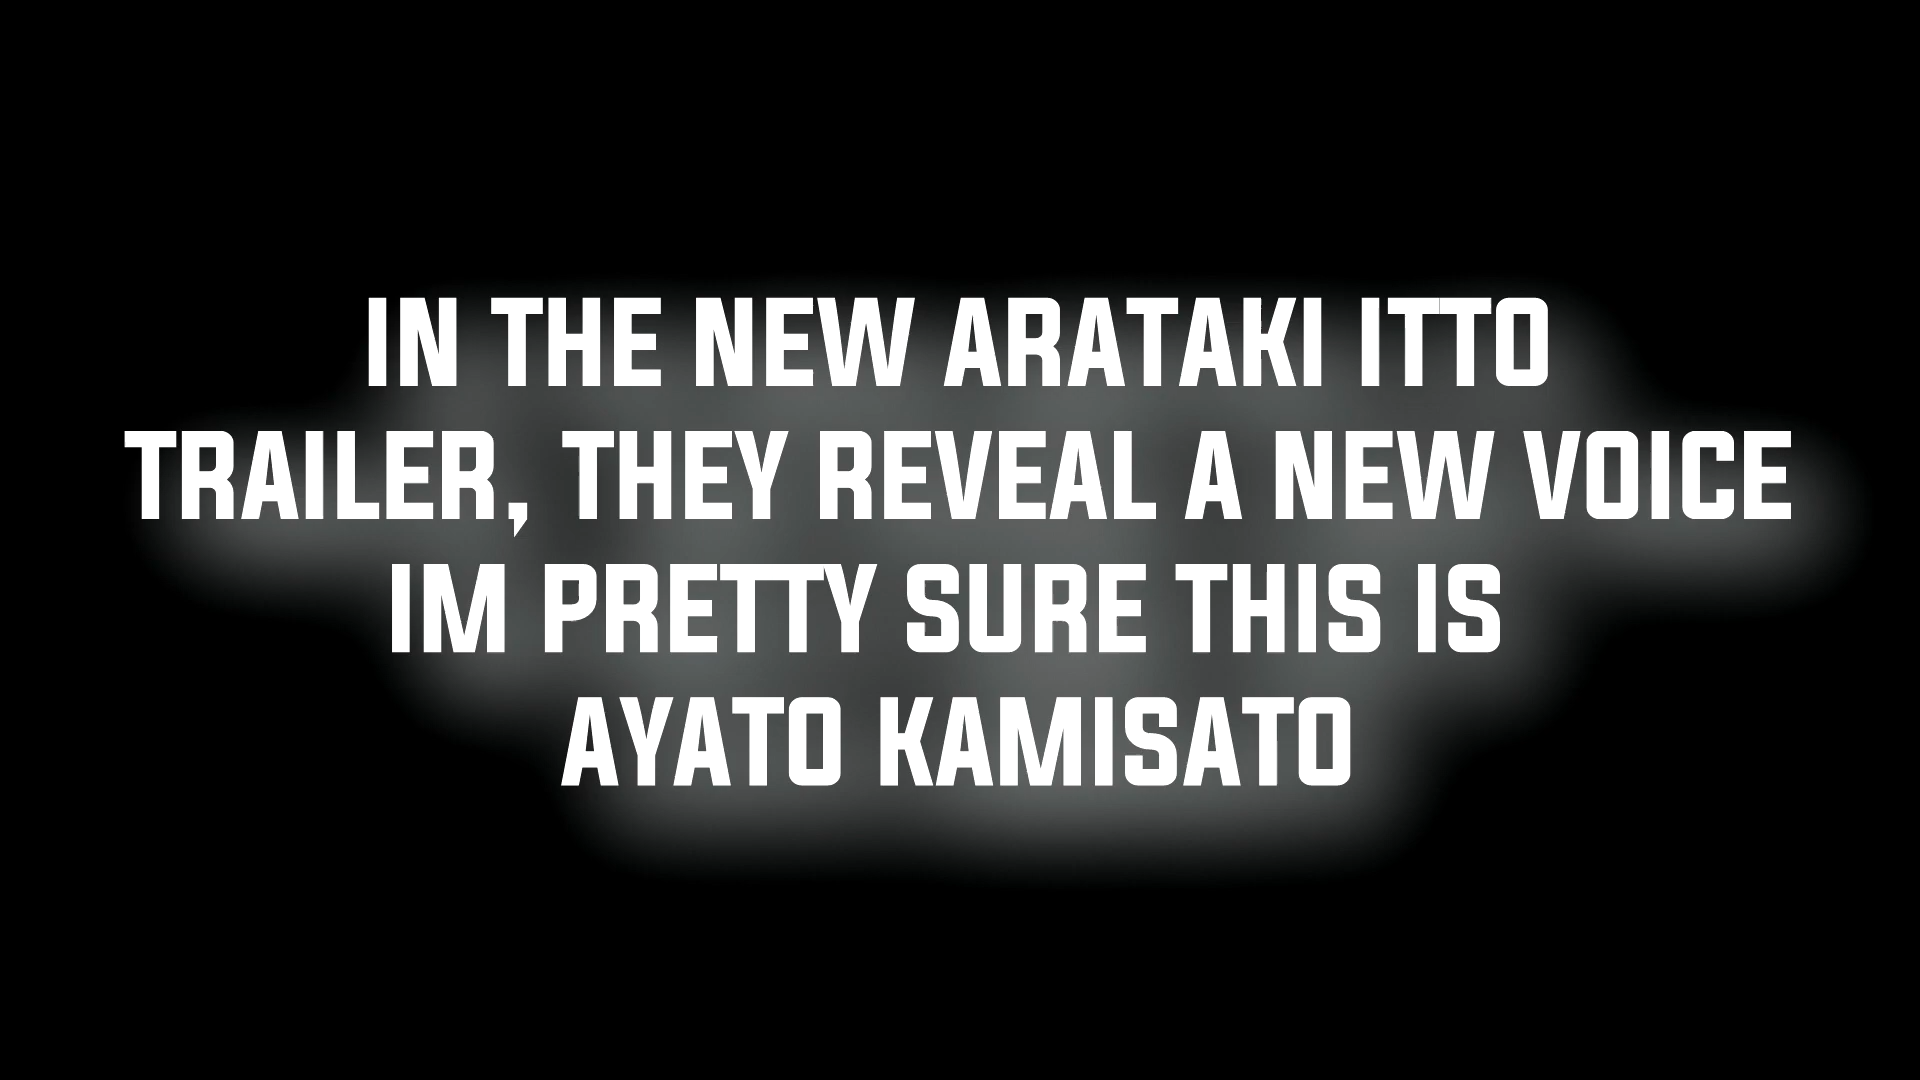 IN THE NEW ARATAKI ITTO
TRAILER, THEY REVEAL A NEW VOICE
IM PRETTY SURE THIS IS
AYATO KAMISATO